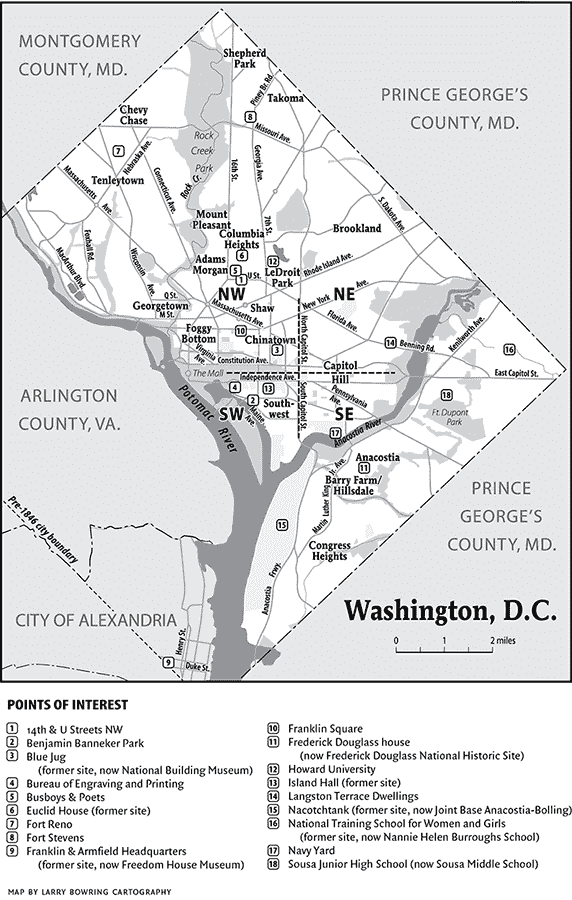 MONTGOMERY
COUNTY, MD.
PRINCE GEORGE'S
COUNTY, MD.
Shepherd
Park
Piney Br. Rd.
Takoma
Chevy
Chase
8
Missouri Ave.
7
Nebraska Ave.
Rock
Creek
Park
Rock Cr.
16th St.
Georgia Ave.
Massachusetts Ave.
Tenleytown
Connecticut Ave.
S. Dakota Ave.
Mount
Pleasant
7th St.
Columbia
Heights
Brookland
MacArthur Blvd.
Foxhall Rd.
Wisconsin Ave.
Adams
Morgan
6
5
1
U St.
12
LeDroit
Park
Rhode Island Ave.
NW
NE
Q St.
Georgetown
M St.
Massachusetts Ave.
Shaw
New York Ave.
Florida Ave.
Foggy
Bottom
10
Chinatown
3
North Capitol St.
Virginia Ave.
Constitution Ave.
14
Benning Rd.
Kenilworth Ave.
16
East Capitol St.
The Mall
Independence Ave.
Capitol
Hill
4
13
2
Maine Ave.
South-
west
South Capitol St.
Pennsylvania Ave.
18
Ft. Dupont
Park
SW
SE
17
Anacostia River
Potomac River
ARLINGTON
COUNTY, VA.
Anacostia
11
Barry Farm/
Hillsdale
Martin Luther King Jr. Ave.
PRINCE
GEORGE'S
COUNTY, MD.
Pre-1846 city boundary
15
Congress
Heights
Anacostia Frwy.
CITY OF ALEXANDRIA
Henry St.
9
Duke St.
Washington, D.C.
0 1 2 miles
POINTS OF INTEREST
1 14th & U Streets NW
2 Benjamin Banneker Park
3 Blue Jug
(former site, now National Building Museum)
4 Bureau of Engraving and Printing
5 Busboys & Poets
6 Euclid House (former site)
7 Fort Reno
8 Fort Stevens
9 Franklin & Armfield Headquarters
(former site, now Freedom House Museum)
10 Franklin Square
11 Frederick Douglass house
(now Frederick Douglass National Historic Site)
12 Howard University
13 Island Hall (former site)
14 Langston Terrace Dwellings
15 Nacotchtank (former site, now Joint Base Anacostia-Bolling)
16 National Training School for Women and Girls
(former site, now Nannie Helen Burroughs School)
17 Navy Yard
18 Sousa Junior High School (now Sousa Middle School)
MAP BY LARRY BOWRING CARTOGRAPHY